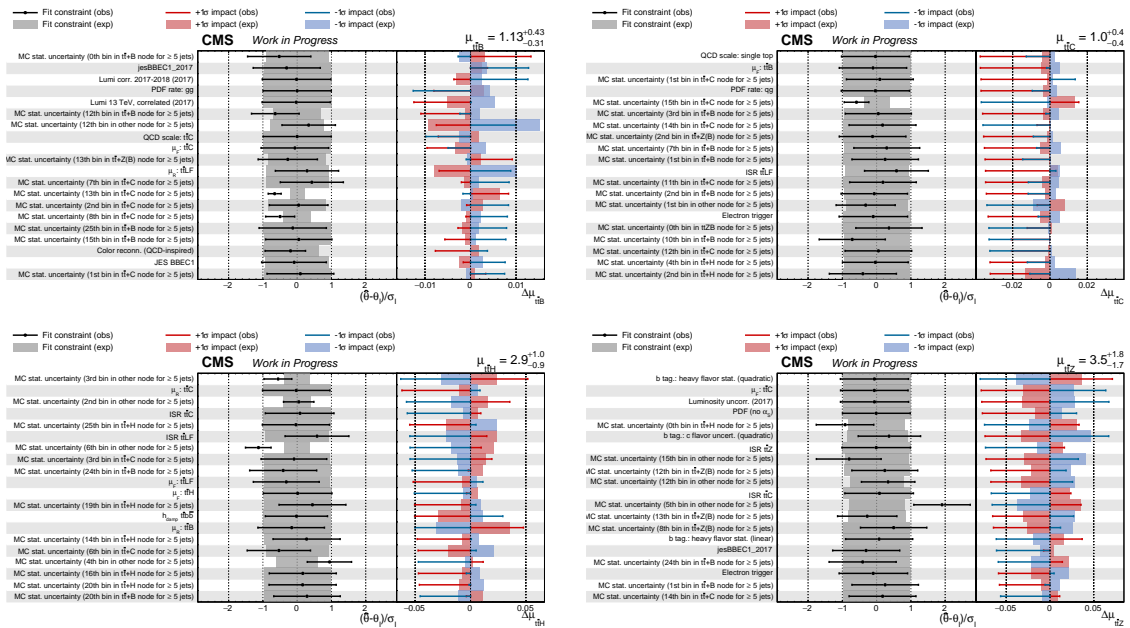 Fit constraint (obs) +1σ impact (obs) -1σ impact (obs)
Fit constraint (exp) +1σ impact (exp) -1σ impact (exp)
CMS Work in Progress μ_{tt̄B} = 1.13^{+0.43}_{-0.31}
MC stat. uncertainty (0th bin in tt̄+B node for ≥ 5 jets)
jesBBEC1_2017
Lumi corr. 2017-2018 (2017)
PDF rate: gg
Lumi 13 TeV, correlated (2017)
MC stat. uncertainty (12th bin in tt̄+B node for ≥ 5 jets)
MC stat. uncertainty (12th bin in other node for ≥ 5 jets)
QCD scale: tt̄C
μ_F: tt̄C
MC stat. uncertainty (13th bin in tt̄+Z(B) node for ≥ 5 jets)
μ_R: tt̄LF
MC stat. uncertainty (7th bin in tt̄+C node for ≥ 5 jets)
MC stat. uncertainty (13th bin in tt̄+C node for ≥ 5 jets)
MC stat. uncertainty (2nd bin in tt̄+C node for ≥ 5 jets)
MC stat. uncertainty (8th bin in tt̄+C node for ≥ 5 jets)
MC stat. uncertainty (25th bin in tt̄+B node for ≥ 5 jets)
MC stat. uncertainty (15th bin in tt̄+B node for ≥ 5 jets)
Color reconn. (QCD-inspired)
JES BBEC1
MC stat. uncertainty (1st bin in tt̄+C node for ≥ 5 jets)
−2 −1 0 1 2 −0.01 0 0.01
(θ̂-θ_I)/σ_I Δμ_{tt̄B}
Fit constraint (obs) +1σ impact (obs) -1σ impact (obs)
Fit constraint (exp) +1σ impact (exp) -1σ impact (exp)
CMS Work in Progress μ_{tt̄C} = 1.0^{+0.4}_{-0.4}
QCD scale: single top
μ_F: tt̄B
MC stat. uncertainty (1st bin in tt̄+C node for ≥ 5 jets)
PDF rate: qg
MC stat. uncertainty (15th bin in tt̄+C node for ≥ 5 jets)
MC stat. uncertainty (3rd bin in tt̄+B node for ≥ 5 jets)
MC stat. uncertainty (14th bin in tt̄+C node for ≥ 5 jets)
MC stat. uncertainty (2nd bin in tt̄+Z(B) node for ≥ 5 jets)
MC stat. uncertainty (7th bin in tt̄+B node for ≥ 5 jets)
MC stat. uncertainty (1st bin in tt̄+B node for ≥ 5 jets)
ISR tt̄LF
MC stat. uncertainty (11th bin in tt̄+C node for ≥ 5 jets)
MC stat. uncertainty (2nd bin in tt̄+B node for ≥ 5 jets)
MC stat. uncertainty (1st bin in other node for ≥ 5 jets)
Electron trigger
MC stat. uncertainty (0th bin in ttZB node for ≥ 5 jets)
MC stat. uncertainty (10th bin in tt̄+B node for ≥ 5 jets)
MC stat. uncertainty (12th bin in tt̄+C node for ≥ 5 jets)
MC stat. uncertainty (4th bin in tt̄+H node for ≥ 5 jets)
MC stat. uncertainty (2nd bin in tt̄+H node for ≥ 5 jets)
−2 −1 0 1 2 −0.02 0 0.02
(θ̂-θ_I)/σ_I Δμ_{tt̄C}
Fit constraint (obs) +1σ impact (obs) -1σ impact (obs)
Fit constraint (exp) +1σ impact (exp) -1σ impact (exp)
CMS Work in Progress μ_{tt̄H} = 2.9^{+1.0}_{-0.9}
MC stat. uncertainty (3rd bin in other node for ≥ 5 jets)
μ_R: tt̄C
MC stat. uncertainty (2nd bin in other node for ≥ 5 jets)
ISR tt̄C
MC stat. uncertainty (25th bin in tt̄+H node for ≥ 5 jets)
ISR tt̄LF
MC stat. uncertainty (6th bin in other node for ≥ 5 jets)
MC stat. uncertainty (3rd bin in tt̄+C node for ≥ 5 jets)
MC stat. uncertainty (24th bin in tt̄+B node for ≥ 5 jets)
μ_F: tt̄LF
μ_F: tt̄H
MC stat. uncertainty (19th bin in tt̄+H node for ≥ 5 jets)
h_{damp} tt̄bb̄
μ_R: tt̄B
MC stat. uncertainty (14th bin in tt̄+H node for ≥ 5 jets)
MC stat. uncertainty (6th bin in tt̄+C node for ≥ 5 jets)
MC stat. uncertainty (4th bin in other node for ≥ 5 jets)
MC stat. uncertainty (16th bin in tt̄+H node for ≥ 5 jets)
MC stat. uncertainty (20th bin in tt̄+H node for ≥ 5 jets)
MC stat. uncertainty (20th bin in tt̄+B node for ≥ 5 jets)
−2 −1 0 1 2 −0.05 0 0.05
(θ̂-θ_I)/σ_I Δμ_{tt̄H}
Fit constraint (obs) +1σ impact (obs) -1σ impact (obs)
Fit constraint (exp) +1σ impact (exp) -1σ impact (exp)
CMS Work in Progress μ_{tt̄Z} = 3.5^{+1.8}_{-1.7}
b tag.: heavy flavor stat. (quadratic)
μ_F: tt̄C
Luminosity uncorr. (2017)
PDF (no α_S)
MC stat. uncertainty (0th bin in tt̄+H node for ≥ 5 jets)
b tag.: c flavor uncert. (quadratic)
ISR tt̄Z
MC stat. uncertainty (15th bin in other node for ≥ 5 jets)
MC stat. uncertainty (12th bin in tt̄+Z(B) node for ≥ 5 jets)
MC stat. uncertainty (12th bin in other node for ≥ 5 jets)
ISR tt̄C
MC stat. uncertainty (5th bin in other node for ≥ 5 jets)
MC stat. uncertainty (13th bin in tt̄+Z(B) node for ≥ 5 jets)
MC stat. uncertainty (8th bin in tt̄+Z(B) node for ≥ 5 jets)
b tag.: heavy flavor stat. (linear)
jesBBEC1_2017
MC stat. uncertainty (24th bin in tt̄+B node for ≥ 5 jets)
Electron trigger
MC stat. uncertainty (1st bin in tt̄+B node for ≥ 5 jets)
MC stat. uncertainty (14th bin in tt̄+B node for ≥ 5 jets)
−2 −1 0 1 2 −0.05 0 0.05
(θ̂-θ_I)/σ_I Δμ_{tt̄Z}